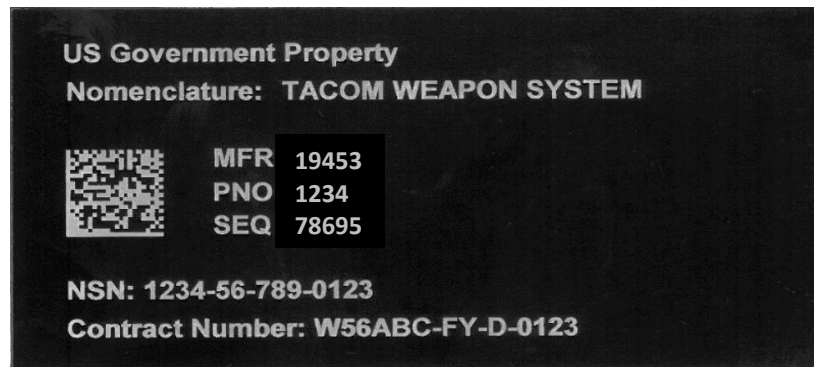 US Government Property
Nomenclature: TACOM WEAPON SYSTEM
MFR 19453
PNO 1234
SEQ 78695
NSN: 1234-56-789-0123
Contract Number: W56ABC-FY-D-0123